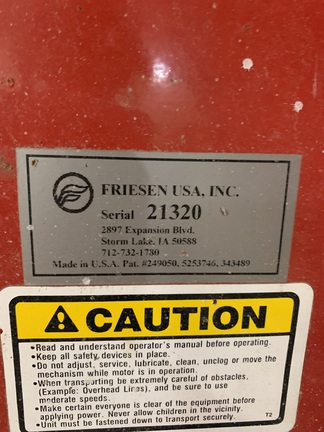 FRIESEN USA, INC.
Serial 21320
2897 Expansion Blvd.
Storm Lake, IA 50588
712-732-1780
Made in U.S.A. Pat. #249050, 5253746, 343489
CAUTION
•Read and understand operator's manual before operating.
•Keep all safety devices in place.
•Do not adjust, service, lubricate, clean, unclog or move the
mechanism while motor is in operation.
•When transporting be extremely careful of obstacles,
(Example: Overhead Lines), and be sure to use
moderate speeds.
•Make certain everyone is clear of the equipment before
applying power. Never allow children in the vicinity.
•Unit must be fastened down to transport securely.
T2